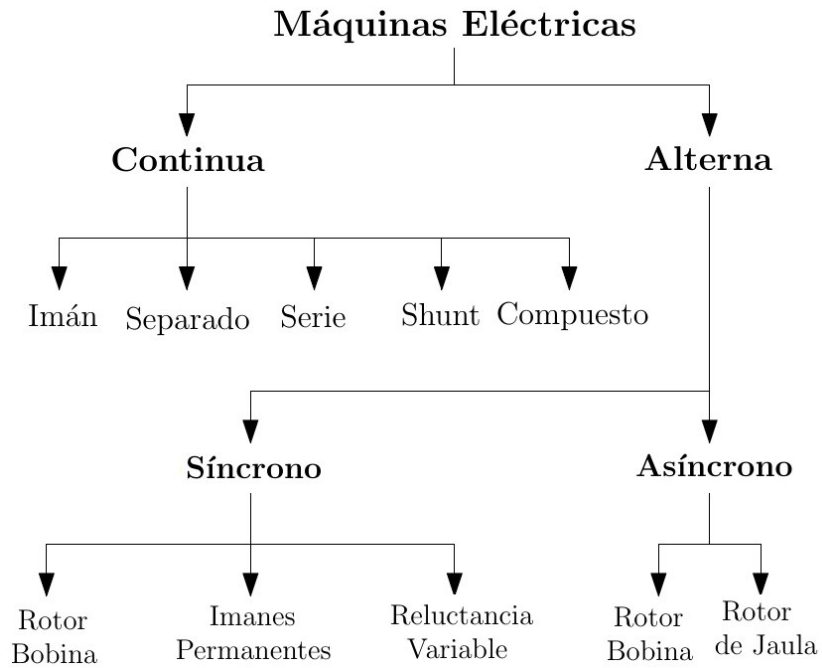 Máquinas Eléctricas
Continua
Alterna
Imán
Separado
Serie
Shunt
Compuesto
Síncrono
Asíncrono
Rotor
Bobina
Imanes
Permanentes
Reluctancia
Variable
Rotor
Bobina
Rotor
de Jaula